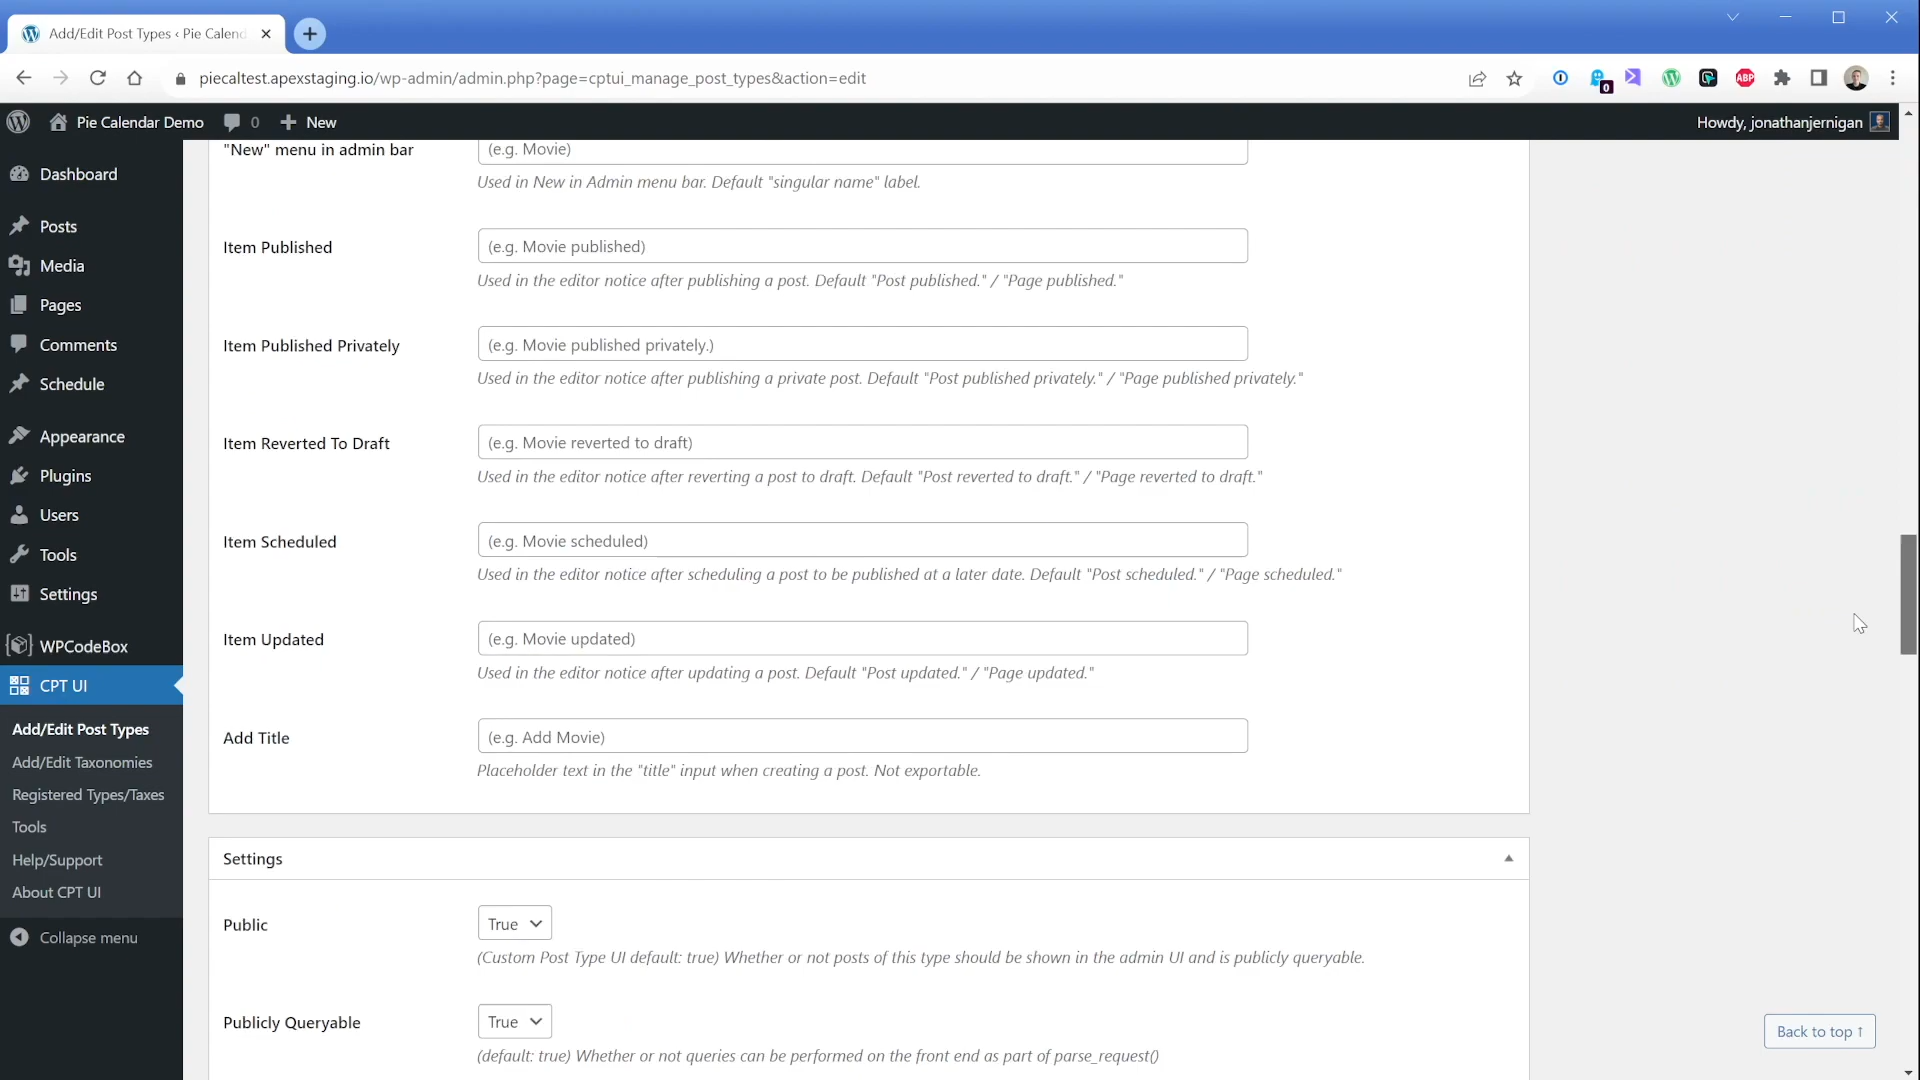 Add/Edit Post Types ‹ Pie Calend
piecaltest.apexstaging.io/wp-admin/admin.php?page=cptui_manage_post_types&action=edit
0
ABP
Pie Calendar Demo
0
New
Howdy, jonathanjernigan
Dashboard
Posts
Media
Pages
Comments
Schedule
Appearance
Plugins
Users
Tools
Settings
WPCodeBox
CPT UI
Add/Edit Post Types
Add/Edit Taxonomies
Registered Types/Taxes
Tools
Help/Support
About CPT UI
Collapse menu
"New" menu in admin bar
(e.g. Movie)
Used in New in Admin menu bar. Default "singular name" label.
Item Published
(e.g. Movie published)
Used in the editor notice after publishing a post. Default "Post published." / "Page published."
Item Published Privately
(e.g. Movie published privately.)
Used in the editor notice after publishing a private post. Default "Post published privately." / "Page published privately."
Item Reverted To Draft
(e.g. Movie reverted to draft)
Used in the editor notice after reverting a post to draft. Default "Post reverted to draft." / "Page reverted to draft."
Item Scheduled
(e.g. Movie scheduled)
Used in the editor notice after scheduling a post to be published at a later date. Default "Post scheduled." / "Page scheduled."
Item Updated
(e.g. Movie updated)
Used in the editor notice after updating a post. Default "Post updated." / "Page updated."
Add Title
(e.g. Add Movie)
Placeholder text in the "title" input when creating a post. Not exportable.
Settings
Public
True
(Custom Post Type UI default: true) Whether or not posts of this type should be shown in the admin UI and is publicly queryable.
Publicly Queryable
True
(default: true) Whether or not queries can be performed on the front end as part of parse_request()
Back to top ↑